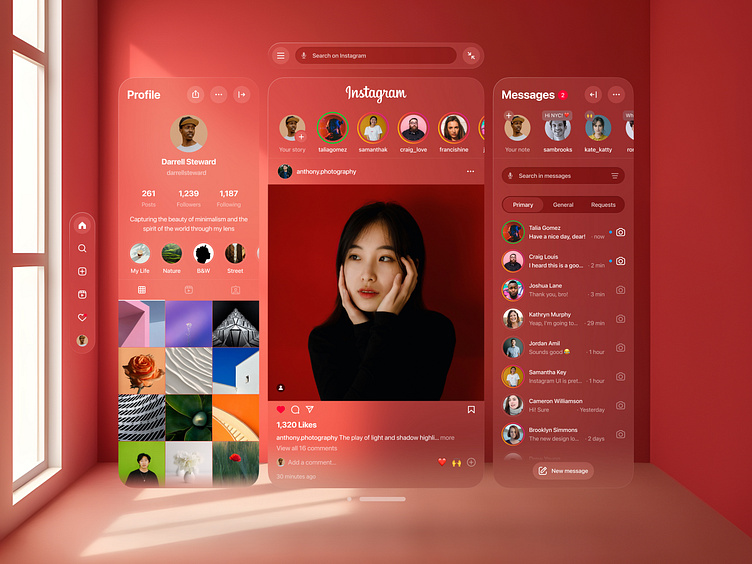 Search on Instagram
Profile
Darrell Steward
darrellsteward
261
1,239
1,187
Posts
Followers
Following
Capturing the beauty of minimalism and the
spirit of the world through my lens
My Life
Nature
B&W
Street
Instagram
Your story
taliagomez
samanthak
craig_love
francishine
anthony.photography
1,320 Likes
anthony.photography The play of light and shadow highli... more
View all 16 comments
Add a comment...
30 minutes ago
Messages 2
Hi NYC!
Your note
sambrooks
kate_katty
Search in messages
Primary
General
Requests
Talia Gomez
Have a nice day, dear! · now
Craig Louis
I heard this is a goo... · 2 min
Joshua Lane
Thank you, bro! · 3 min
Kathryn Murphy
Yeap, I'm going to... · 29 min
Jordan Amil
Sounds good 😂 · 1 hour
Samantha Key
Instagram UI is pret... · 1 hour
Cameron Williamson
Hi! Sure Yesterday
Brooklyn Simmons
The new design lo... · 2 days
New message